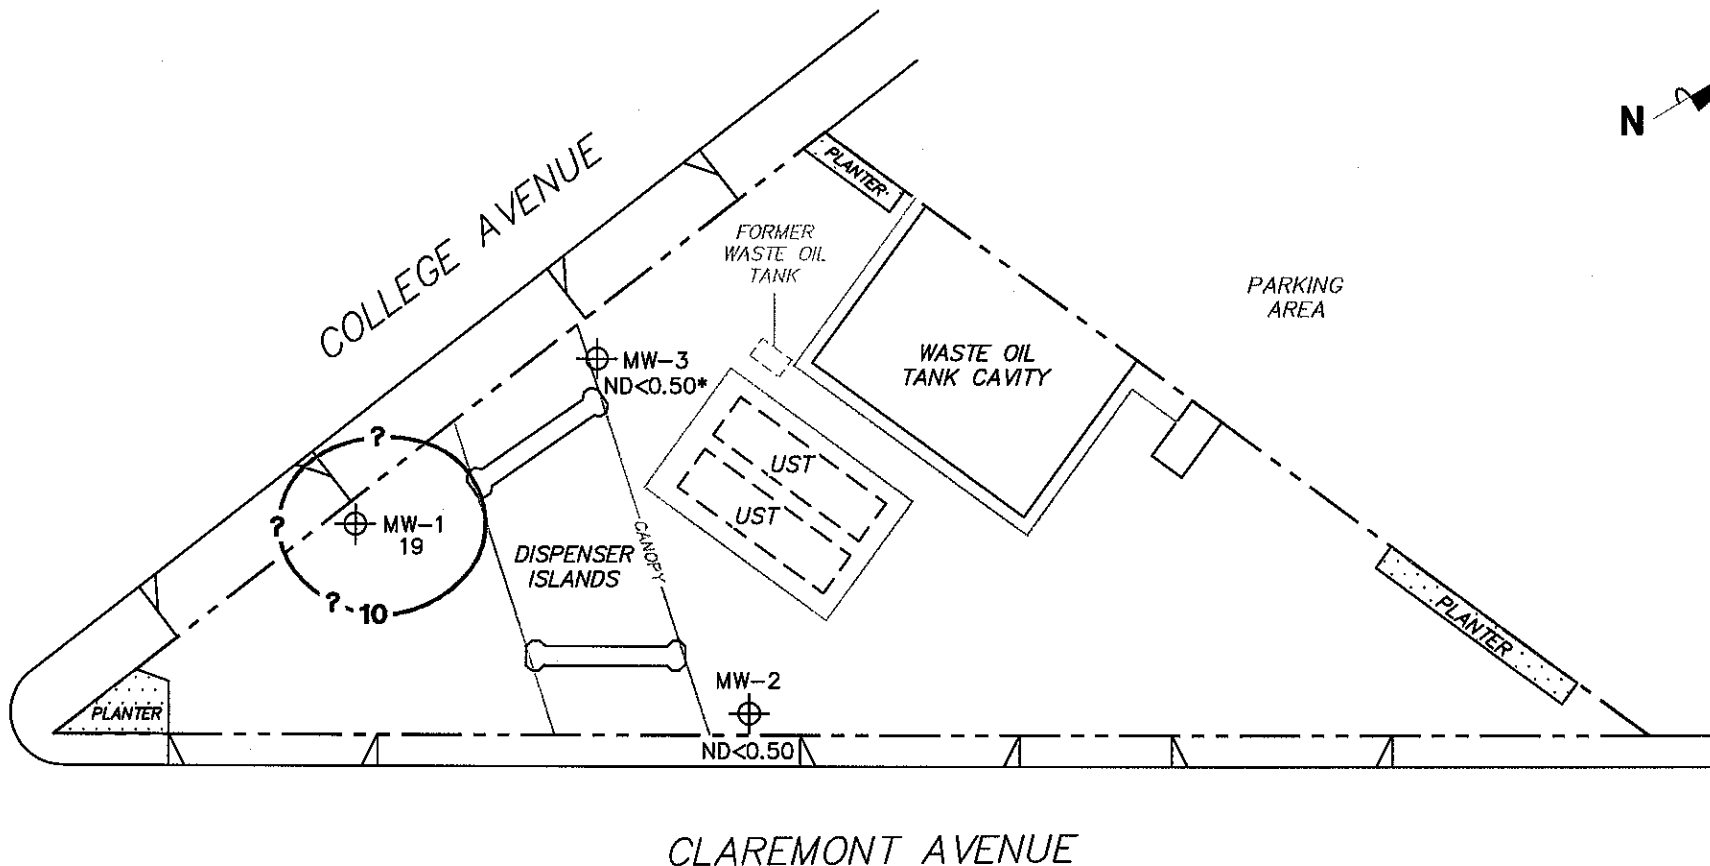 COLLEGE AVENUE
N
PLANTER
FORMER
WASTE OIL
TANK
PARKING
AREA
WASTE OIL
TANK CAVITY
MW-3
ND<0.50*
UST
UST
?
?
MW-1
19
?
10
DISPENSER
ISLANDS
CANOPY
PLANTER
MW-2
PLANTER
ND<0.50
CLAREMONT AVENUE